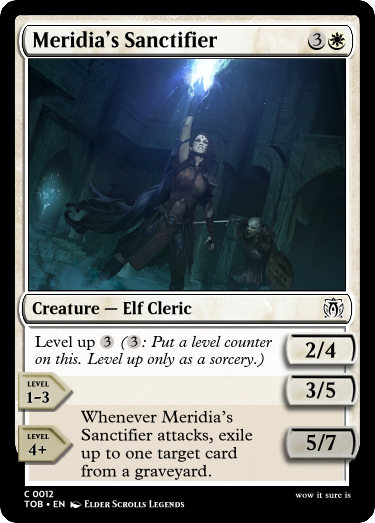 Meridia's Sanctifier 3
Creature — Elf Cleric
Level up 3 (3: Put a level counter
on this. Level up only as a sorcery.)
2/4
LEVEL
1-3
3/5
LEVEL
4+
Whenever Meridia's
Sanctifier attacks, exile
up to one target card
from a graveyard.
5/7
C 0012
TOB • EN Elder Scrolls Legends
wow it sure is